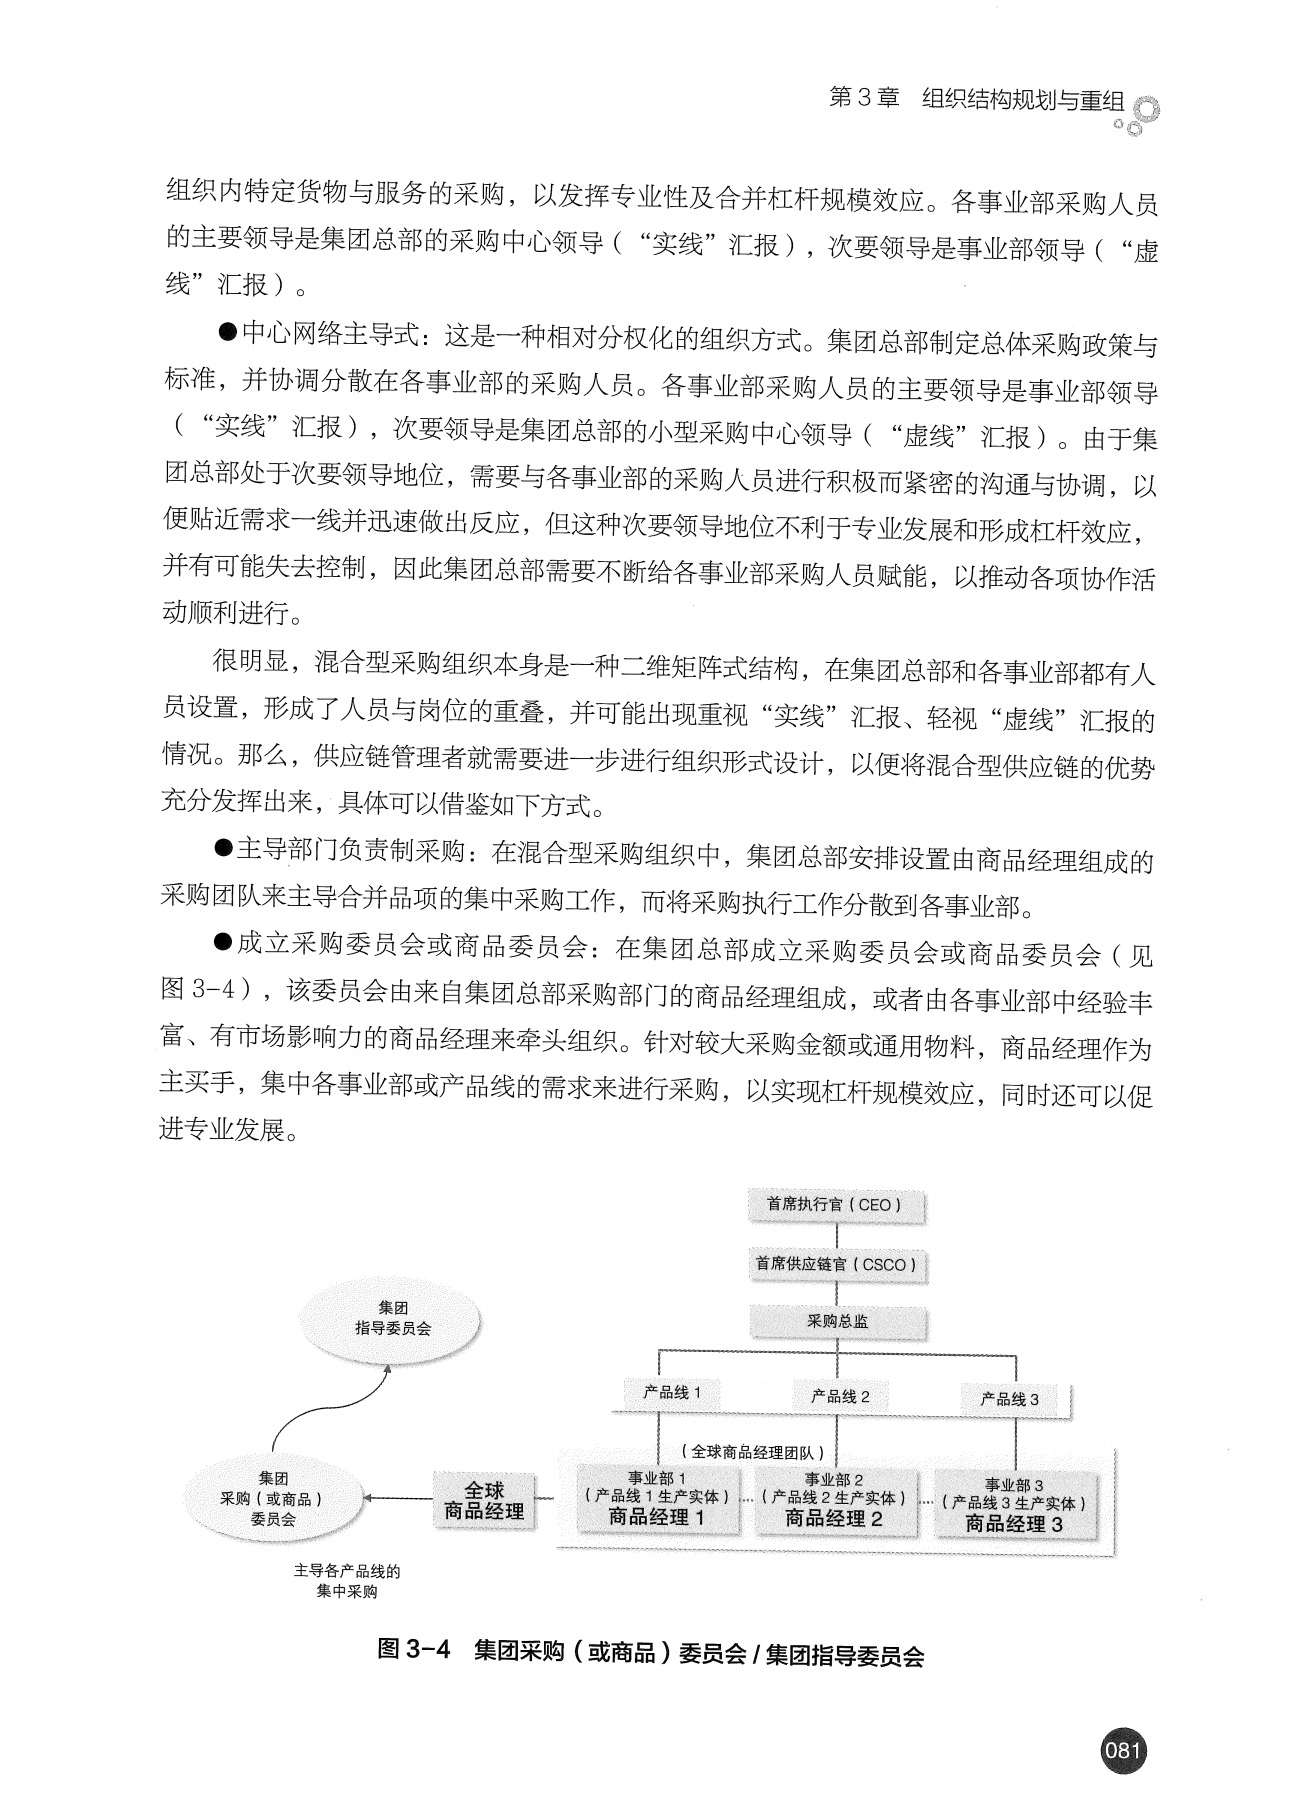 第3章　组织结构规划与重组
组织内特定货物与服务的采购，以发挥专业性及合并杠杆规模效应。各事业部采购人员
的主要领导是集团总部的采购中心领导（“实线”汇报），次要领导是事业部领导（“虚
线”汇报）。
●中心网络主导式：这是一种相对分权化的组织方式。集团总部制定总体采购政策与
标准，并协调分散在各事业部的采购人员。各事业部采购人员的主要领导是事业部领导
（“实线”汇报），次要领导是集团总部的小型采购中心领导（“虚线”汇报）。由于集
团总部处于次要领导地位，需要与各事业部的采购人员进行积极而紧密的沟通与协调，以
便贴近需求一线并迅速做出反应，但这种次要领导地位不利于专业发展和形成杠杆效应，
并有可能失去控制，因此集团总部需要不断给各事业部采购人员赋能，以推动各项协作活
动顺利进行。
很明显，混合型采购组织本身是一种二维矩阵式结构，在集团总部和各事业部都有人
员设置，形成了人员与岗位的重叠，并可能出现重视“实线”汇报、轻视“虚线”汇报的
情况。那么，供应链管理者就需要进一步进行组织形式设计，以便将混合型供应链的优势
充分发挥出来，具体可以借鉴如下方式。
●主导部门负责制采购：在混合型采购组织中，集团总部安排设置由商品经理组成的
采购团队来主导合并品项的集中采购工作，而将采购执行工作分散到各事业部。
●成立采购委员会或商品委员会：在集团总部成立采购委员会或商品委员会（见
图 3-4），该委员会由来自集团总部采购部门的商品经理组成，或者由各事业部中经验丰
富、有市场影响力的商品经理来牵头组织。针对较大采购金额或通用物料，商品经理作为
主买手，集中各事业部或产品线的需求来进行采购，以实现杠杆规模效应，同时还可以促
进专业发展。
首席执行官（CEO）
首席供应链官（CSCO）
采购总监
集团
指导委员会
产品线 1
产品线 2
产品线 3
（全球商品经理团队）
集团
采购（或商品）
委员会
全球
商品经理
事业部 1
（产品线 1 生产实体）
商品经理 1
事业部 2
（产品线 2 生产实体）
商品经理 2
事业部 3
（产品线 3 生产实体）
商品经理 3
主导各产品线的
集中采购
图 3-4　集团采购（或商品）委员会 / 集团指导委员会
081